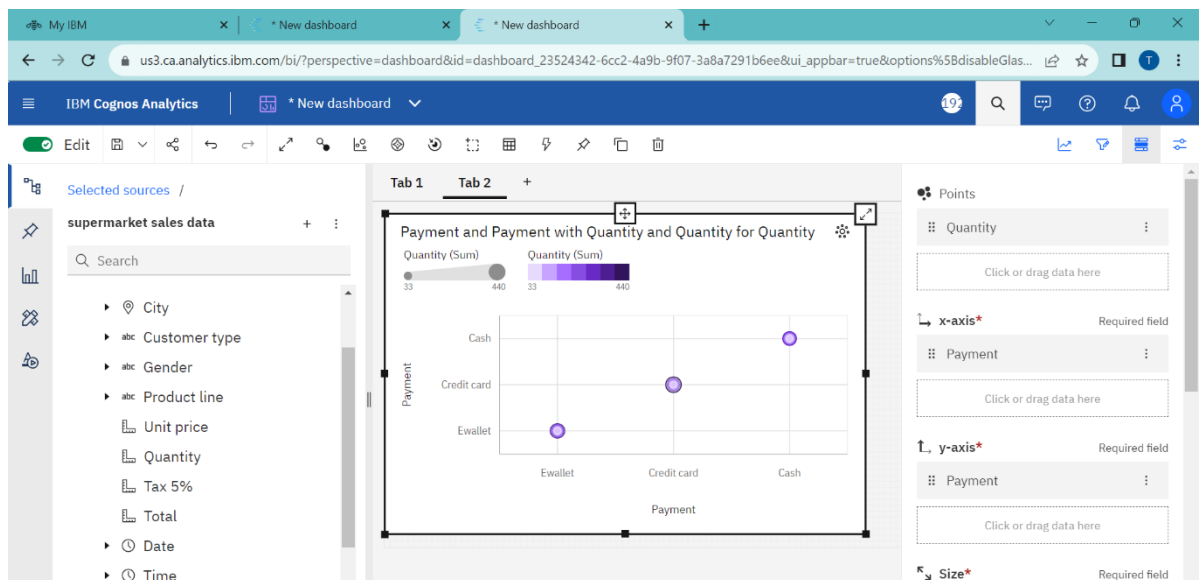 My IBM
* New dashboard
* New dashboard
us3.ca.analytics.ibm.com/bi/?perspective=dashboard&id=dashboard_23524342-6cc2-4a9b-9f07-3a8a7291b6ee&ui_appbar=true&options%5BdisableGlas...
T
IBM Cognos Analytics
* New dashboard
192
Edit
Selected sources /
supermarket sales data
Search
City
abc Customer type
abc Gender
abc Product line
Unit price
Quantity
Tax 5%
Total
Date
Time
Tab 1 Tab 2
Payment and Payment with Quantity and Quantity for Quantity
Quantity (Sum) Quantity (Sum)
33 440 33 440
Payment
Cash
Credit card
Ewallet
Ewallet Credit card Cash
Payment
Points
Quantity
Click or drag data here
x-axis* Required field
Payment
Click or drag data here
y-axis* Required field
Payment
Click or drag data here
Size* Required field